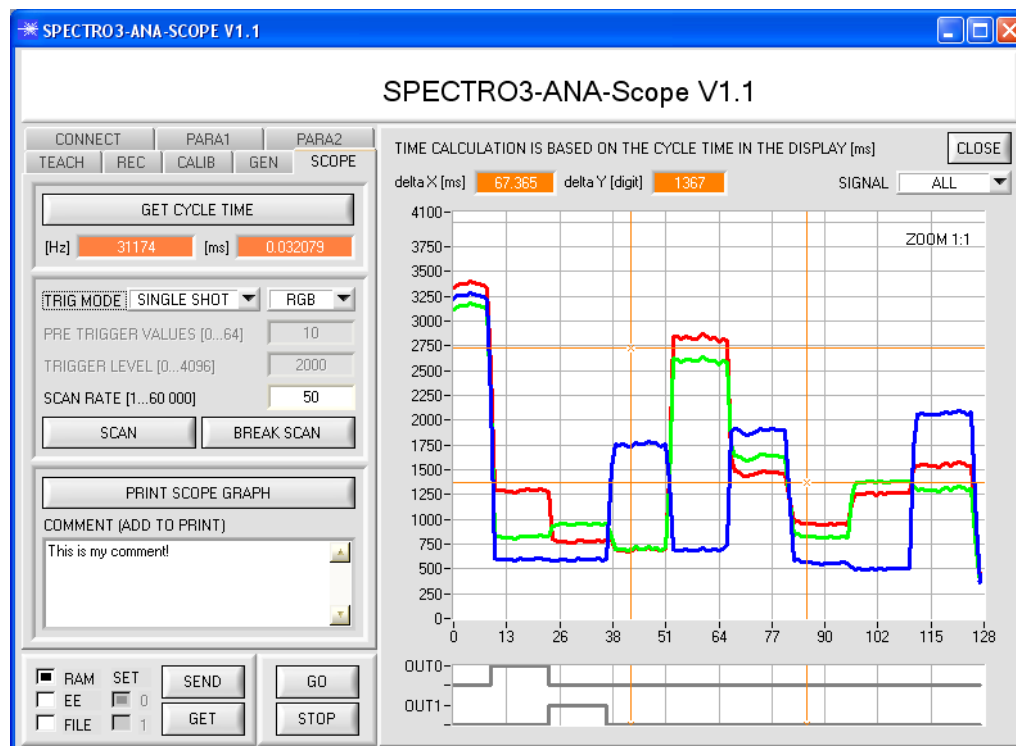 SPECTRO3-ANA-SCOPE V1.1
SPECTRO3-ANA-Scope V1.1
CONNECT PARA1 PARA2
TEACH REC CALIB GEN SCOPE
GET CYCLE TIME
[Hz] 31174 [ms] 0.032079
TRIG MODE SINGLE SHOT RGB
PRE TRIGGER VALUES [0...64] 10
TRIGGER LEVEL [0...4096] 2000
SCAN RATE [1...60 000] 50
SCAN BREAK SCAN
PRINT SCOPE GRAPH
COMMENT (ADD TO PRINT)
This is my comment!
RAM SET SEND GO
EE 0
FILE 1 GET STOP
TIME CALCULATION IS BASED ON THE CYCLE TIME IN THE DISPLAY [ms] CLOSE
delta X [ms] 67.365 delta Y [digit] 1367 SIGNAL ALL
ZOOM 1:1
4100
3750
3500
3250
3000
2750
2500
2250
2000
1750
1500
1250
1000
750
500
250
0
0 13 26 38 51 64 77 90 102 115 128
OUT0
OUT1